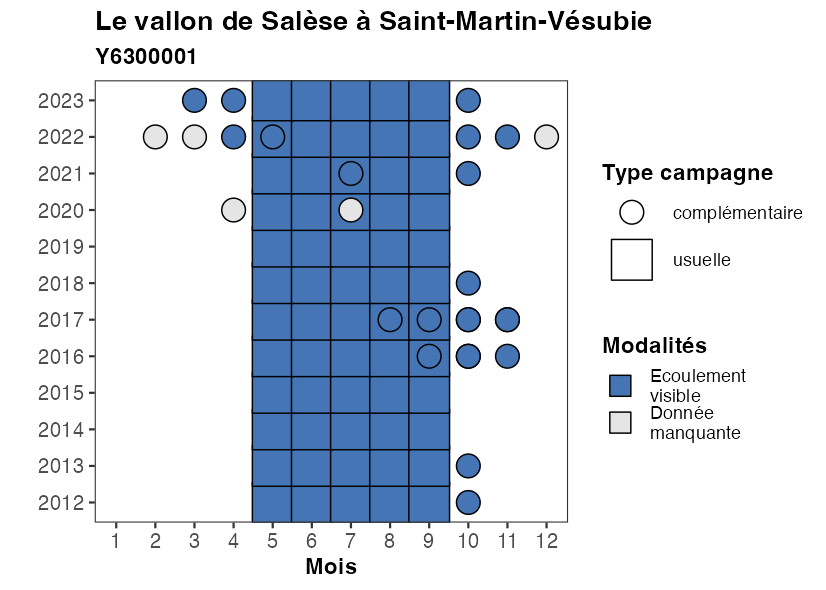 Le vallon de Salèse à Saint-Martin-Vésubie
Y6300001
2023
2022
2021
2020
2019
2018
2017
2016
2015
2014
2013
2012
1 2 3 4 5 6 7 8 9 10 11 12
Mois
Type campagne
complémentaire
usuelle
Modalités
Ecoulement
visible
Donnée
manquante